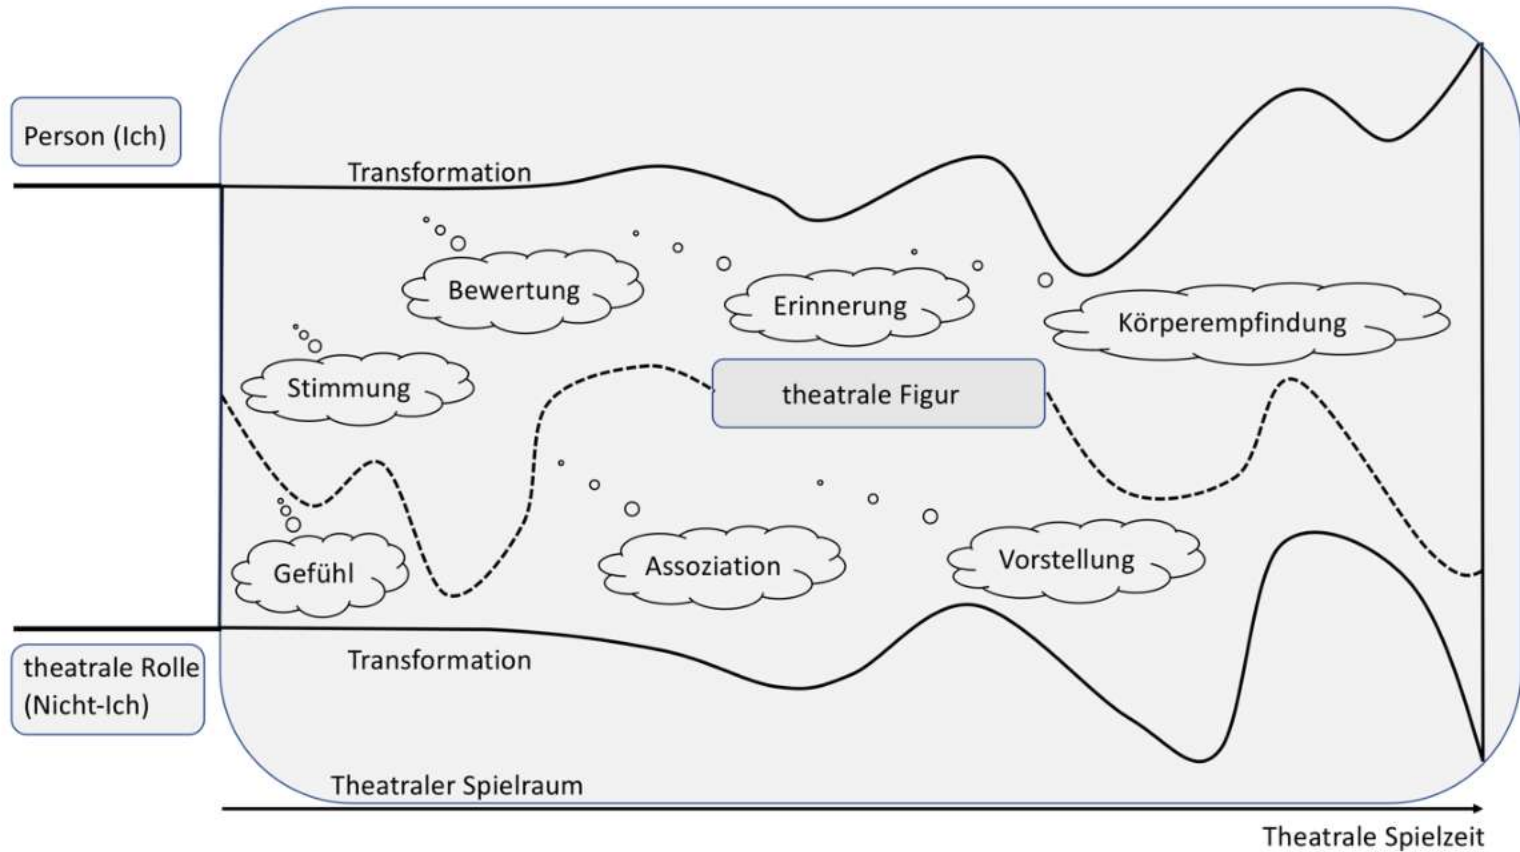 Person (Ich)
Transformation
Bewertung
Erinnerung
Körperempfindung
Stimmung
theatrale Figur
Gefühl
Assoziation
Vorstellung
theatrale Rolle
(Nicht-Ich)
Transformation
Theatraler Spielraum
Theatrale Spielzeit